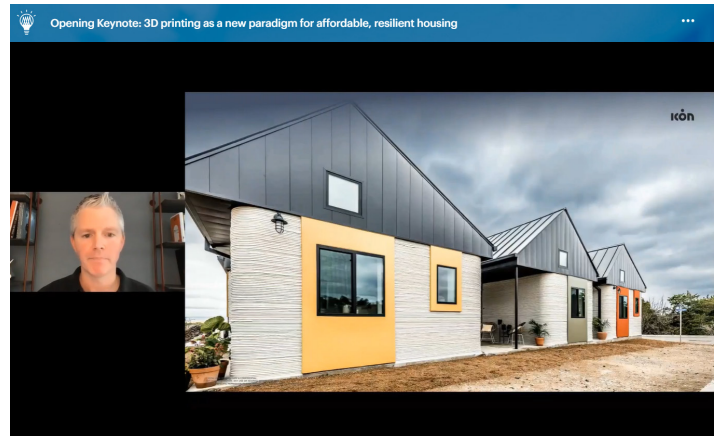 Opening Keynote: 3D printing as a new paradigm for affordable, resilient housing
ICON